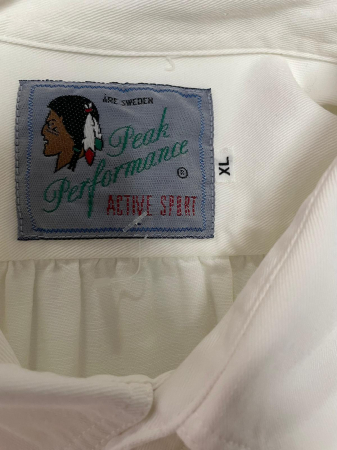 ÅRE SWEDEN
Peak
Performance
®
ACTIVE SPORT
XL